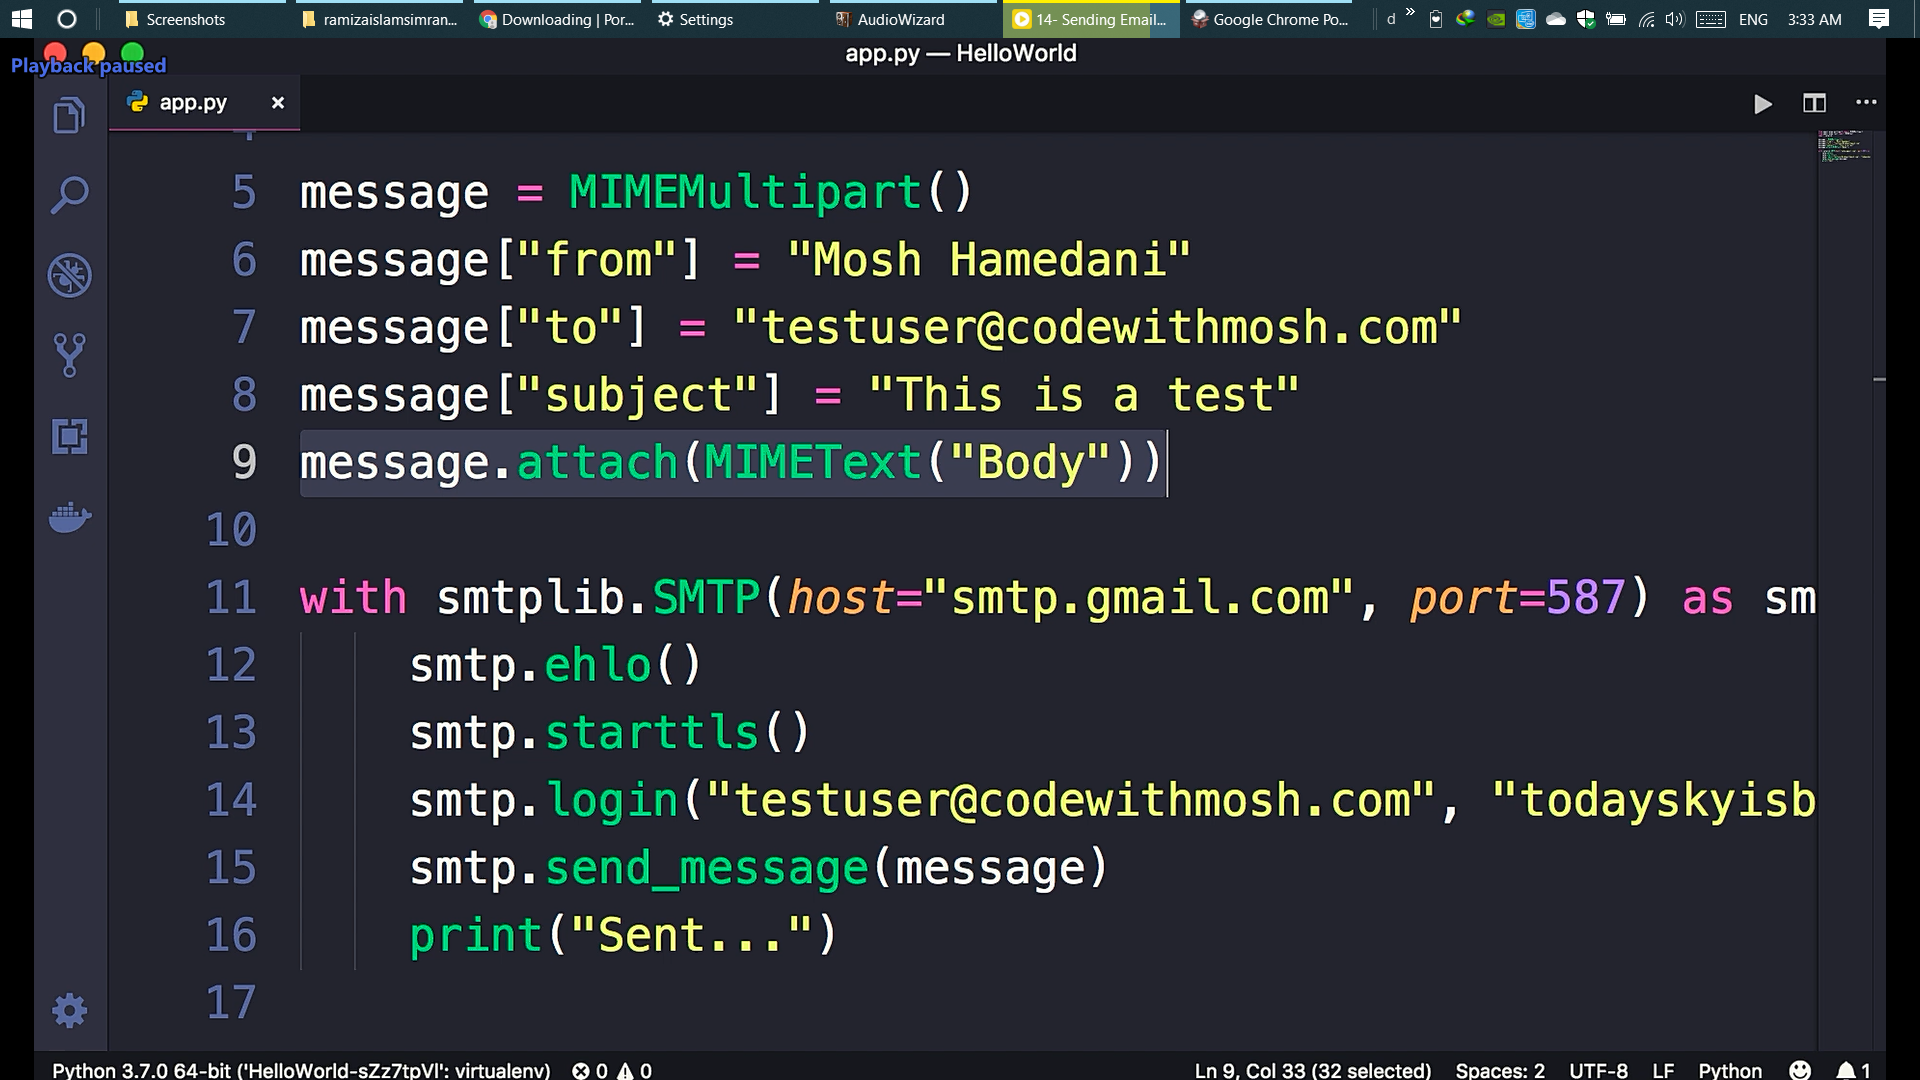 Screenshots ramizaislamsimran... Downloading | Por... Settings AudioWizard 14- Sending Email... Google Chrome Po... d » ENG 3:33 AM
app.py — HelloWorld
Playback paused
app.py ×
5 message = MIMEMultipart()
6 message["from"] = "Mosh Hamedani"
7 message["to"] = "testuser@codewithmosh.com"
8 message["subject"] = "This is a test"
9 message.attach(MIMEText("Body"))
10
11 with smtplib.SMTP(host="smtp.gmail.com", port=587) as sm
12 smtp.ehlo()
13 smtp.starttls()
14 smtp.login("testuser@codewithmosh.com", "todayskyisb
15 smtp.send_message(message)
16 print("Sent...")
17
Python 3.7.0 64-bit ('HelloWorld-sZz7tpVl': virtualenv) 0 0 Ln 9, Col 33 (32 selected) Spaces: 2 UTF-8 LF Python 1